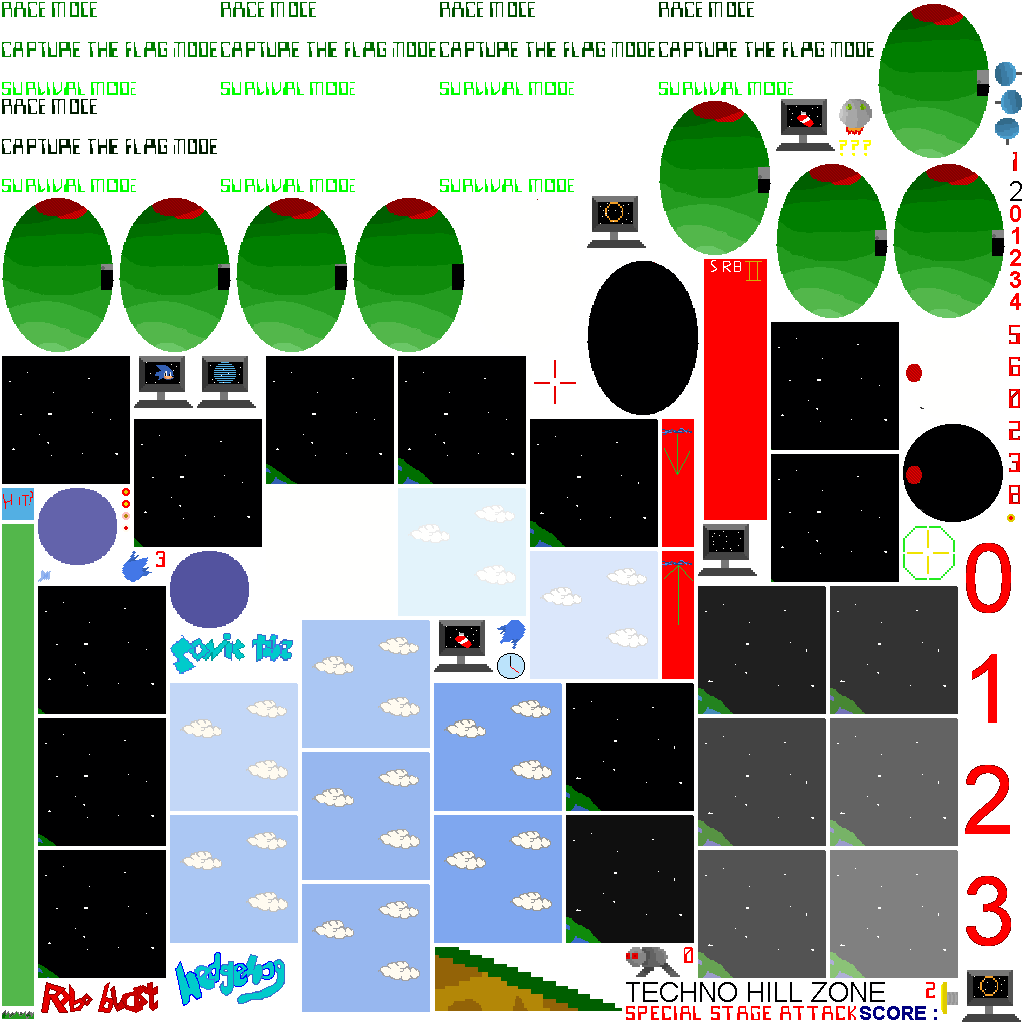 RACE MODE RACE MODE RACE MODE RACE MODE
CAPTURE THE FLAG MODE CAPTURE THE FLAG MODE CAPTURE THE FLAG MODE CAPTURE THE FLAG MODE
SURVIVAL MODE SURVIVAL MODE SURVIVAL MODE SURVIVAL MODE
RACE MODE
CAPTURE THE FLAG MODE
SURVIVAL MODE SURVIVAL MODE SURVIVAL MODE
???
1
2
0
1
2
3
4
SRB II
5
6
0
2
3
8
HIT?
3
0
1
2
3
sonic the
hedgehog
Robo blast
0
2
TECHNO HILL ZONE
SPECIAL STAGE ATTACK
SCORE :